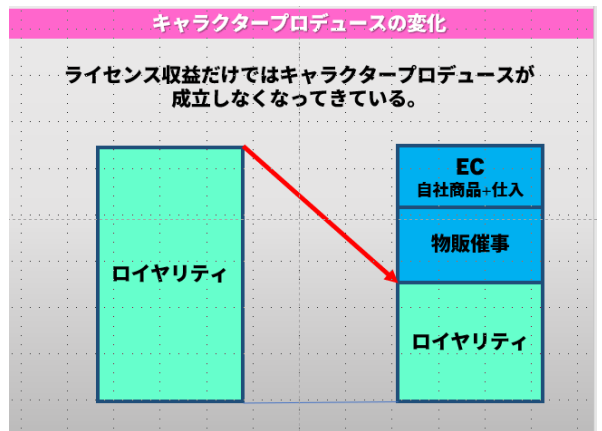 キャラクタープロデュースの変化
ライセンス収益だけではキャラクタープロデュースが
成立しなくなってきている。
ロイヤリティ
EC
自社商品+仕入
物販催事
ロイヤリティ